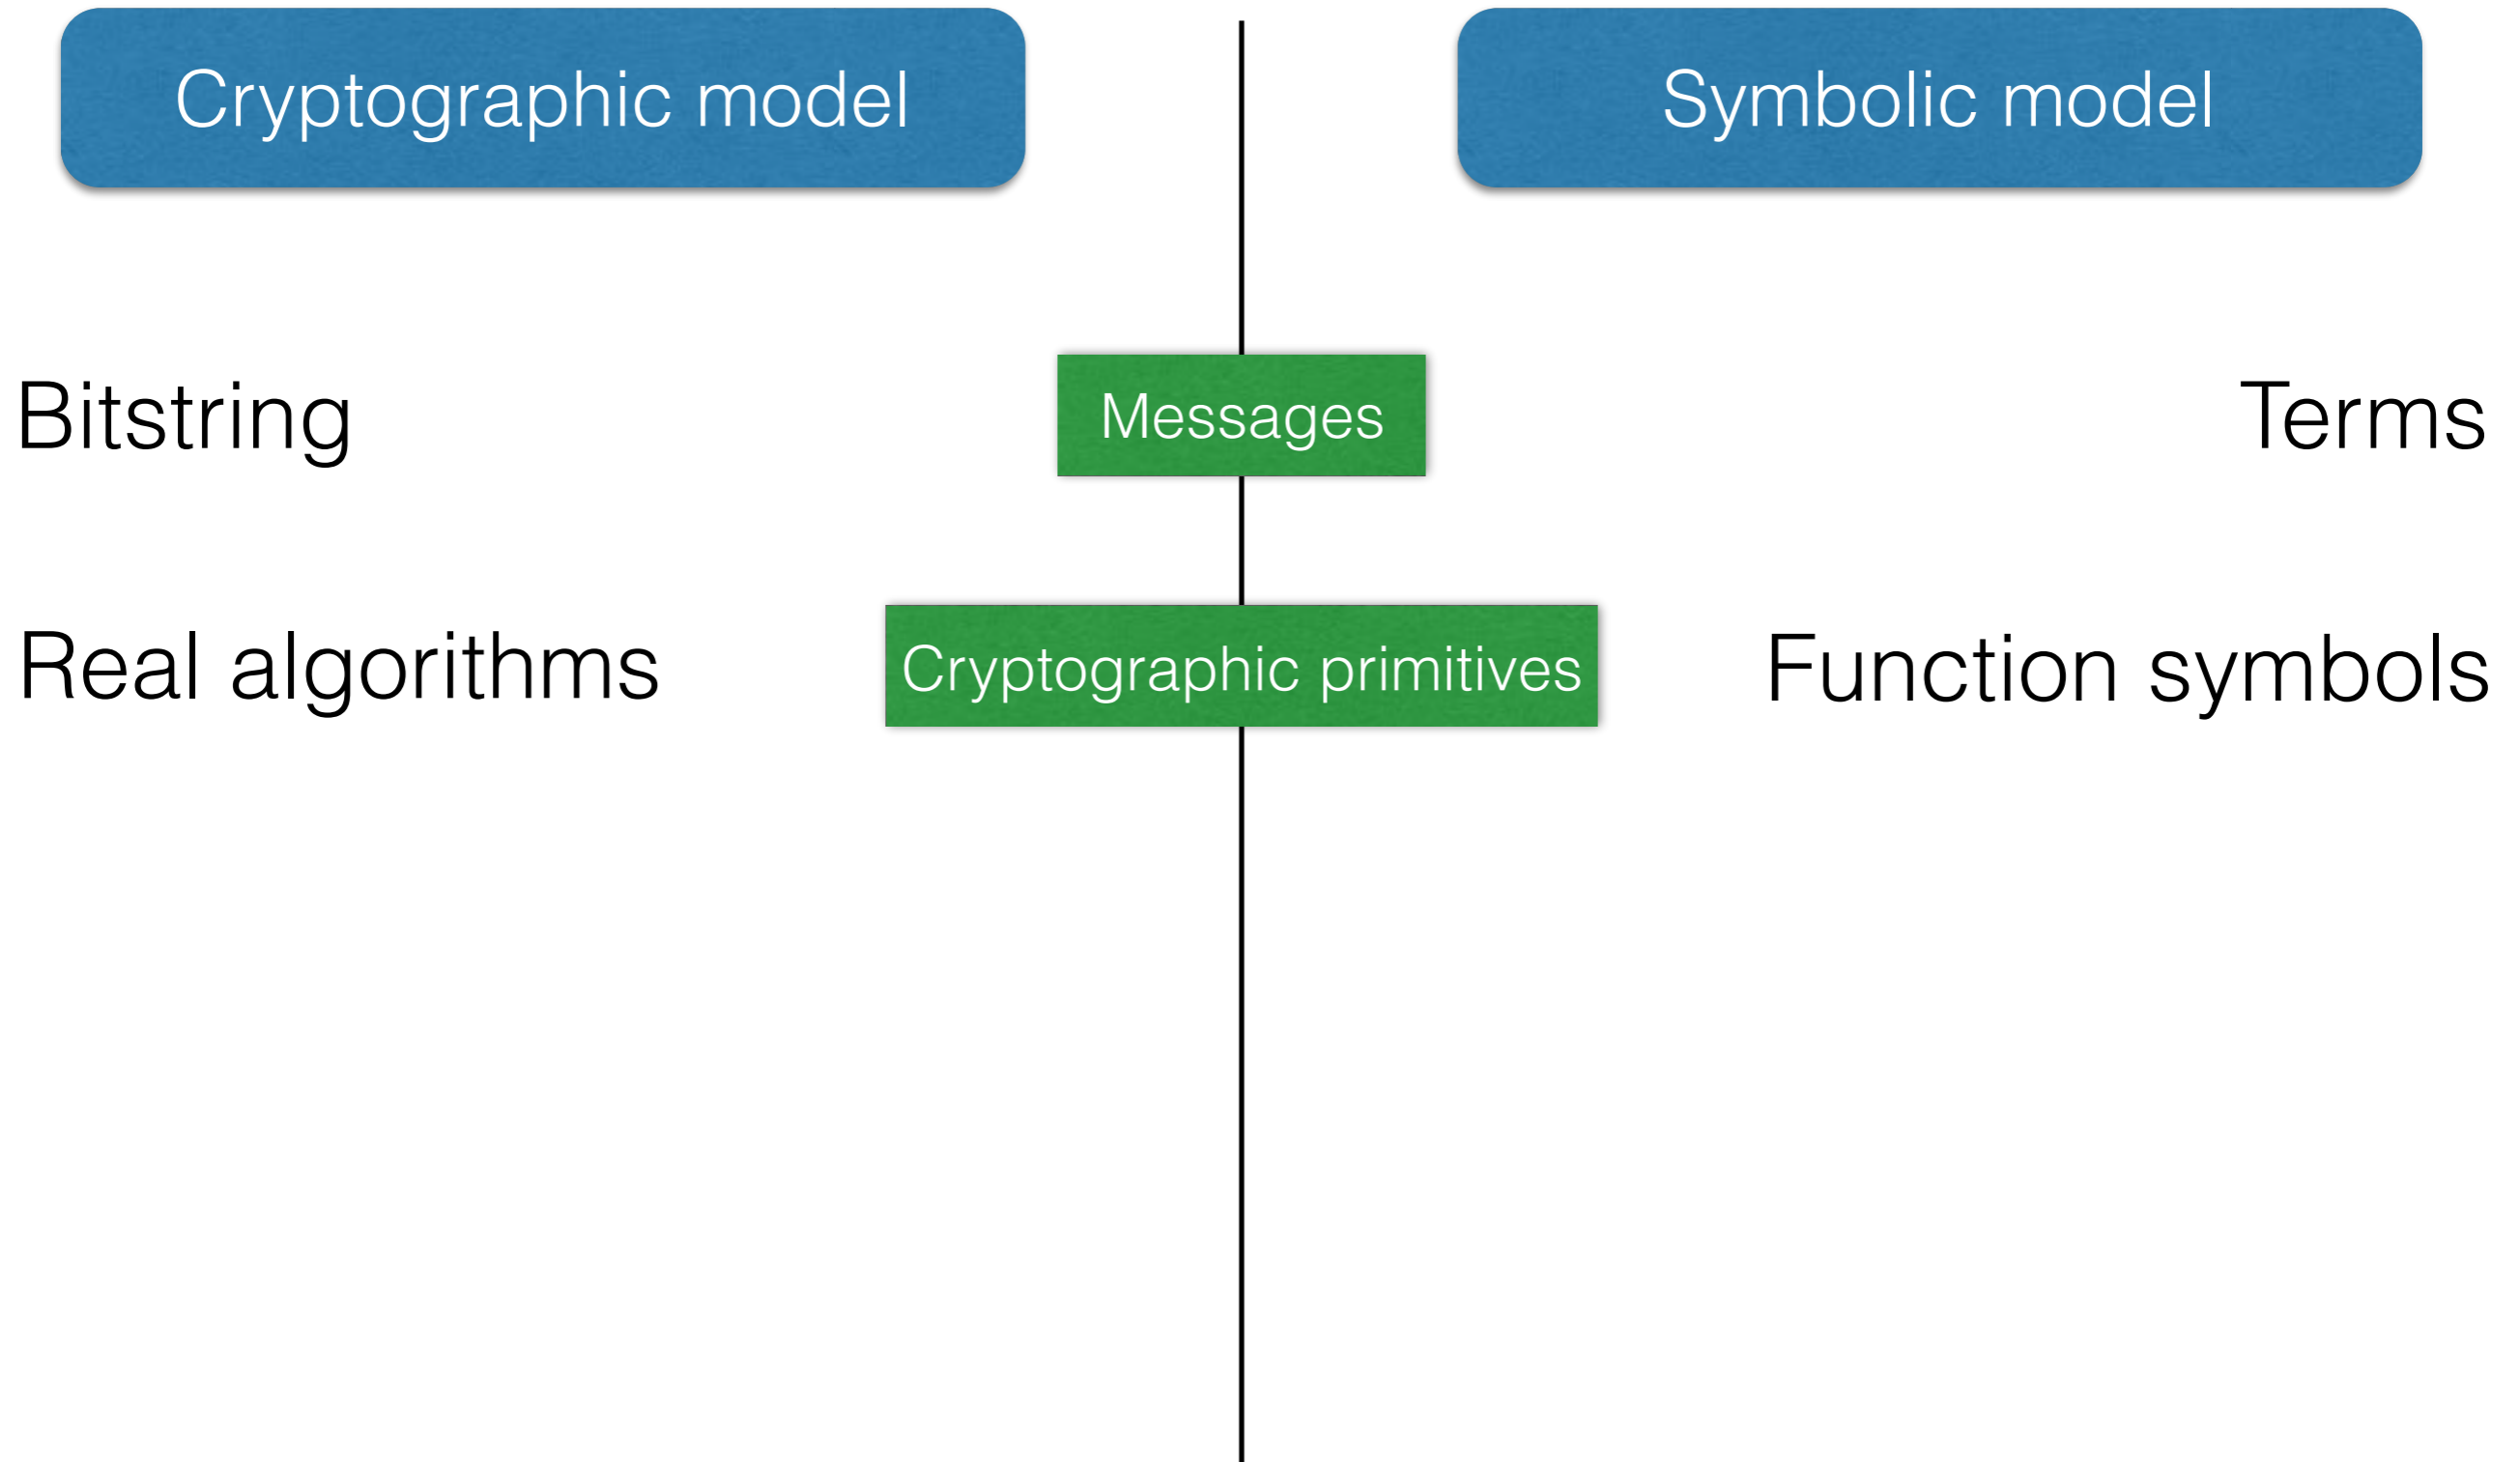 Cryptographic model
Symbolic model
Bitstring
Messages
Terms
Real algorithms
Cryptographic primitives
Function symbols